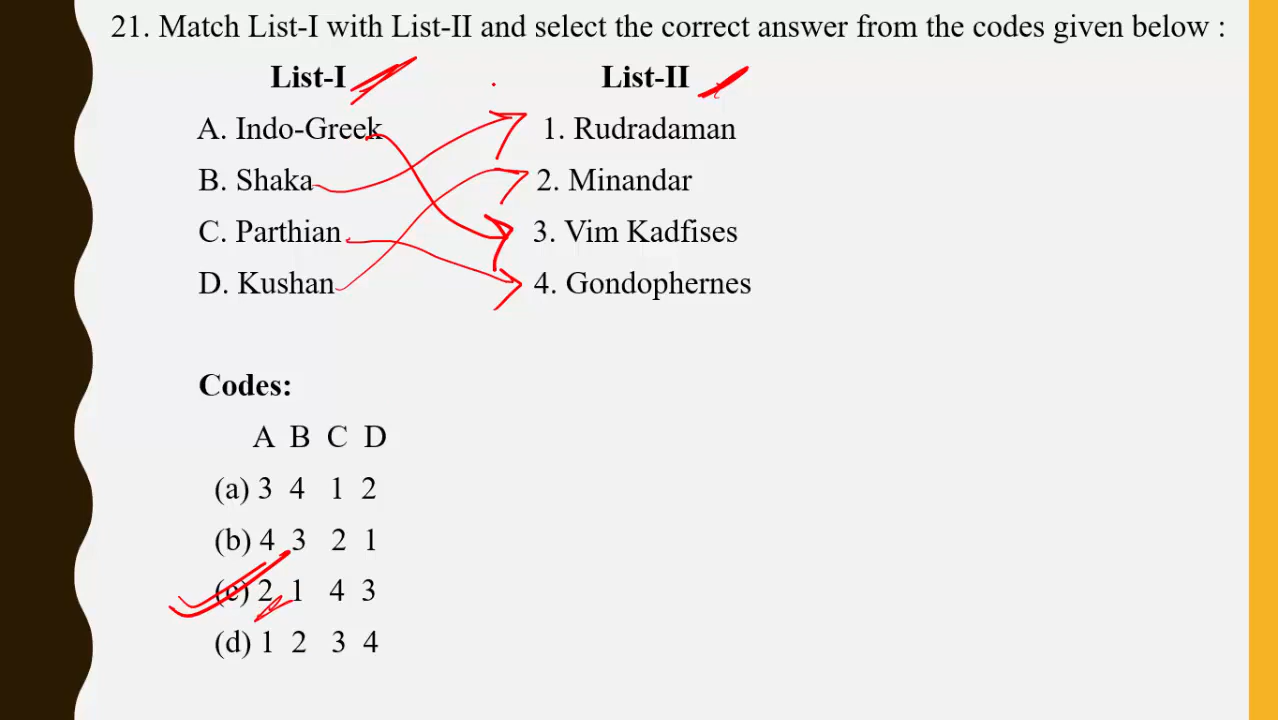 21. Match List-I with List-II and select the correct answer from the codes given below :
List-I List-II
A. Indo-Greek 1. Rudradaman
B. Shaka 2. Minandar
C. Parthian 3. Vim Kadfises
D. Kushan 4. Gondophernes
Codes:
A B C D
(a) 3 4 1 2
(b) 4 3 2 1
(c) 2 1 4 3
(d) 1 2 3 4